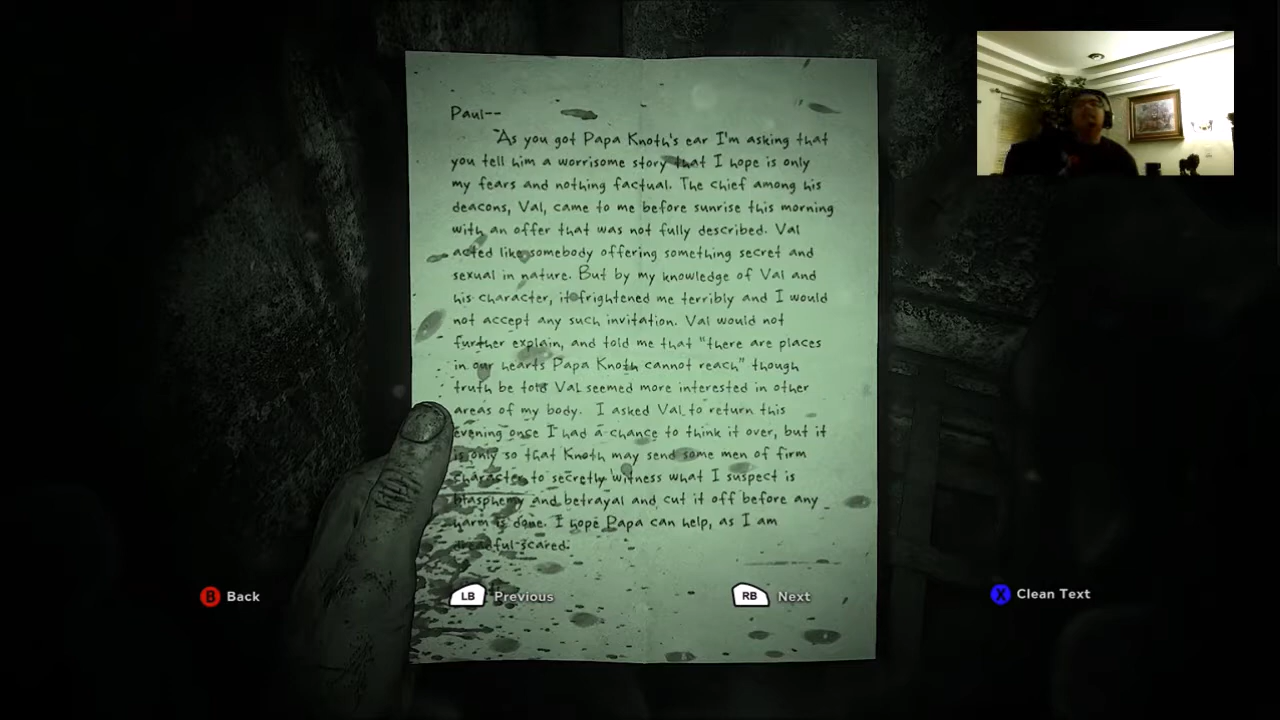 Paul--
As you got Papa Knoth's ear I'm asking that
you tell him a worrisome story that I hope is only
my fears and nothing factual. The chief among his
deacons, Val, came to me before sunrise this morning
with an offer that was not fully described. Val
acted like somebody offering something secret and
sexual in nature. But by my knowledge of Val and
his character, it frightened me terribly and I would
not accept any such invitation. Val would not
further explain, and told me that "there are places
in our hearts Papa Knoth cannot reach" though
truth be told Val seemed more interested in other
areas of my body. I asked Val to return this
evening once I had a chance to think it over, but it
is only so that Knoth may send some men of firm
character to secretly witness what I suspect is
blasphemy and betrayal and cut it off before any
harm is done. I hope Papa can help, as I am
dreadful scared.
B Back
LB Previous
RB Next
X Clean Text